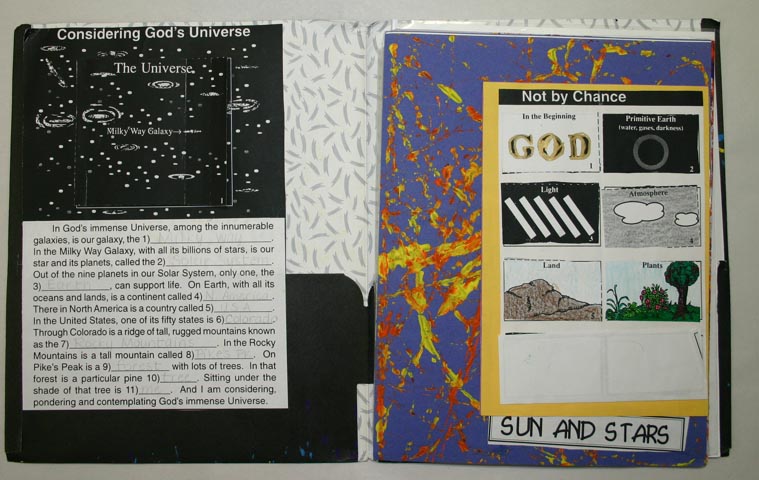 Considering God's Universe
The Universe
Milky Way Galaxy→
1
In God's immense Universe, among the innumerable
galaxies, is our galaxy, the 1) Milky Way.
In the Milky Way Galaxy, with all its billions of stars, is our
star and its planets, called the 2) Solar System.
Out of the nine planets in our Solar System, only one, the
3) Earth, can support life. On Earth, with all its
oceans and lands, is a continent called 4)
There in North America is a country called 5) USA.
In the United States, one of its fifty states is 6) Colorado.
Through Colorado is a ridge of tall, rugged mountains known
as the 7) Rocky Mountains. In the Rocky
Mountains is a tall mountain called 8) Pikes Pk. On
Pike's Peak is a 9) forest with lots of trees. In that
forest is a particular pine 10) tree. Sitting under the
shade of that tree is 11) me. And I am considering,
pondering and contemplating God's immense Universe.
Not by Chance
In the Beginning
GOD
1
Primitive Earth
(water, gases, darkness)
2
Light
3
Atmosphere
4
Land
Plants
SUN AND STARS